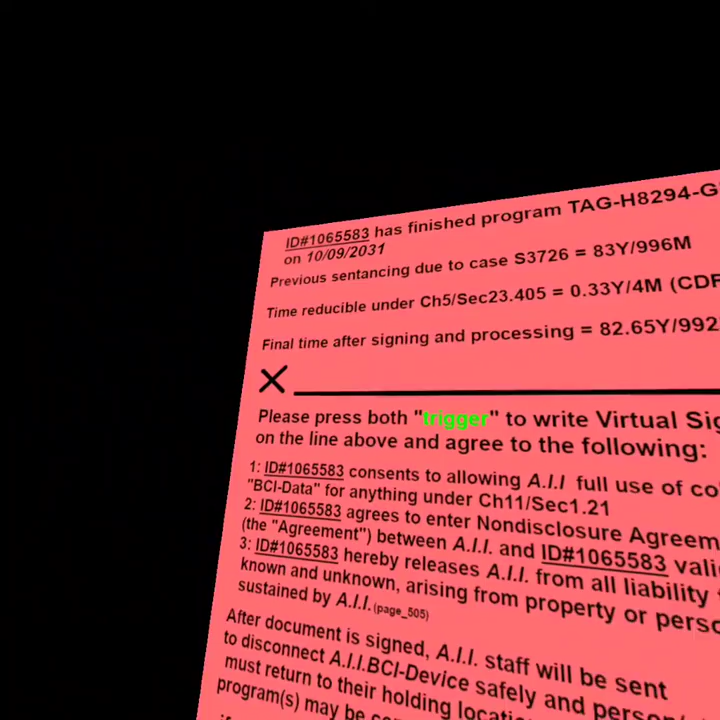 ID#1065583 has finished program TAG-H8294-G
on 10/09/2031
Previous sentancing due to case S3726 = 83Y/996M
Time reducible under Ch5/Sec23.405 = 0.33Y/4M (CDF
Final time after signing and processing = 82.65Y/992
X
Please press both "trigger" to write Virtual Sig
on the line above and agree to the following:
1: ID#1065583 consents to allowing A.I.I full use of co
"BCI-Data" for anything under Ch11/Sec1.21
2: ID#1065583 agrees to enter Nondisclosure Agreem
(the "Agreement") between A.I.I. and ID#1065583 vali
3: ID#1065583 hereby releases A.I.I. from all liability
known and unknown, arising from property or perso
sustained by A.I.I. (page_505)
After document is signed, A.I.I. staff will be sent
to disconnect A.I.I.BCI-Device safely and person
must return to their holding locatio
program(s) may be co